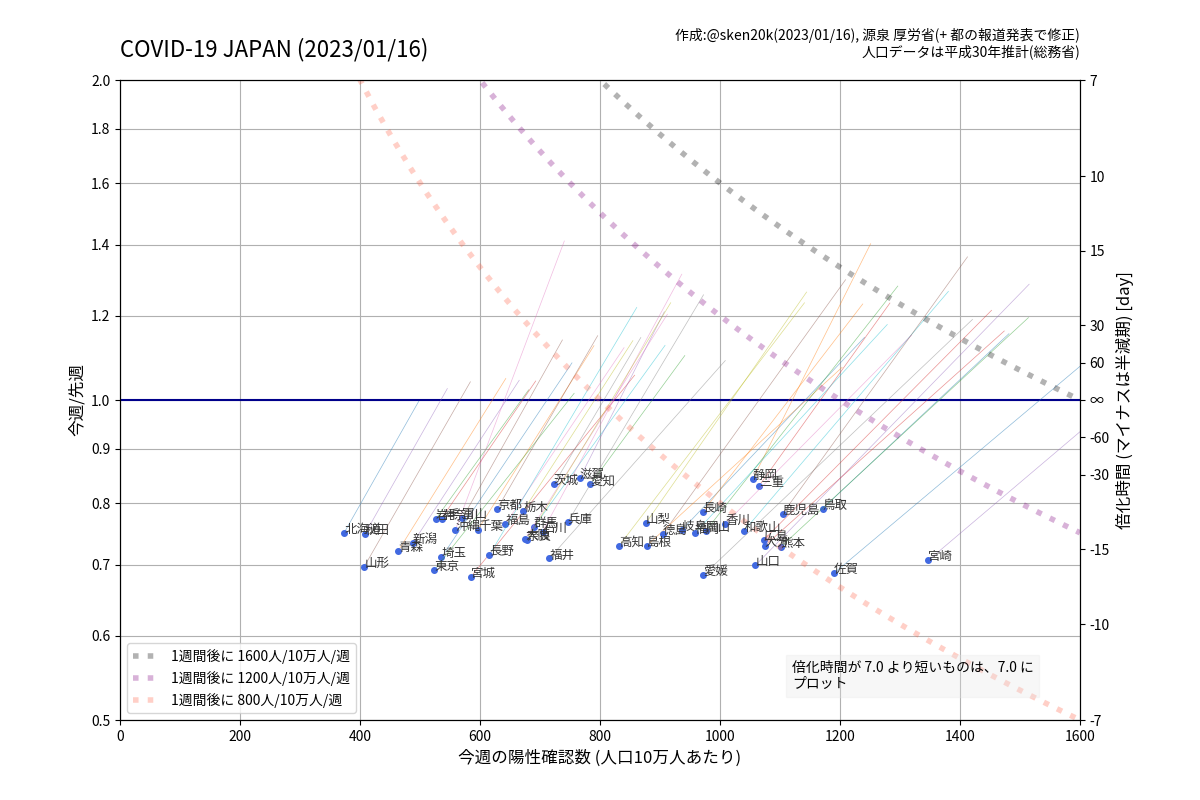 COVID-19 JAPAN (2023/01/16)
作成:@sken20k(2023/01/16), 源泉 厚労省(+ 都の報道発表で修正)
人口データは平成30年推計(総務省)
今週/先週
2.0
1.8
1.6
1.4
1.2
1.0
0.9
0.8
0.7
0.6
0.5
7
10
15
30
60
∞
-60
-30
-15
-10
-7
倍化時間 (マイナスは半減期) [day]
茨城
滋賀
愛知
静岡
三重
京都
栃木
長崎
鹿児島
鳥取
富山
沖縄
千葉
福島
群馬
石川
兵庫
山梨
徳島
岐阜
岡山
香川
和歌山
広島
熊本
北海道
秋田
新潟
青森
埼玉
長野
福井
高知
島根
山形
東京
宮城
愛媛
山口
佐賀
宮崎
1週間後に 1600人/10万人/週
1週間後に 1200人/10万人/週
1週間後に 800人/10万人/週
倍化時間が 7.0 より短いものは、7.0 に
プロット
0
200
400
600
800
1000
1200
1400
1600
今週の陽性確認数 (人口10万人あたり)